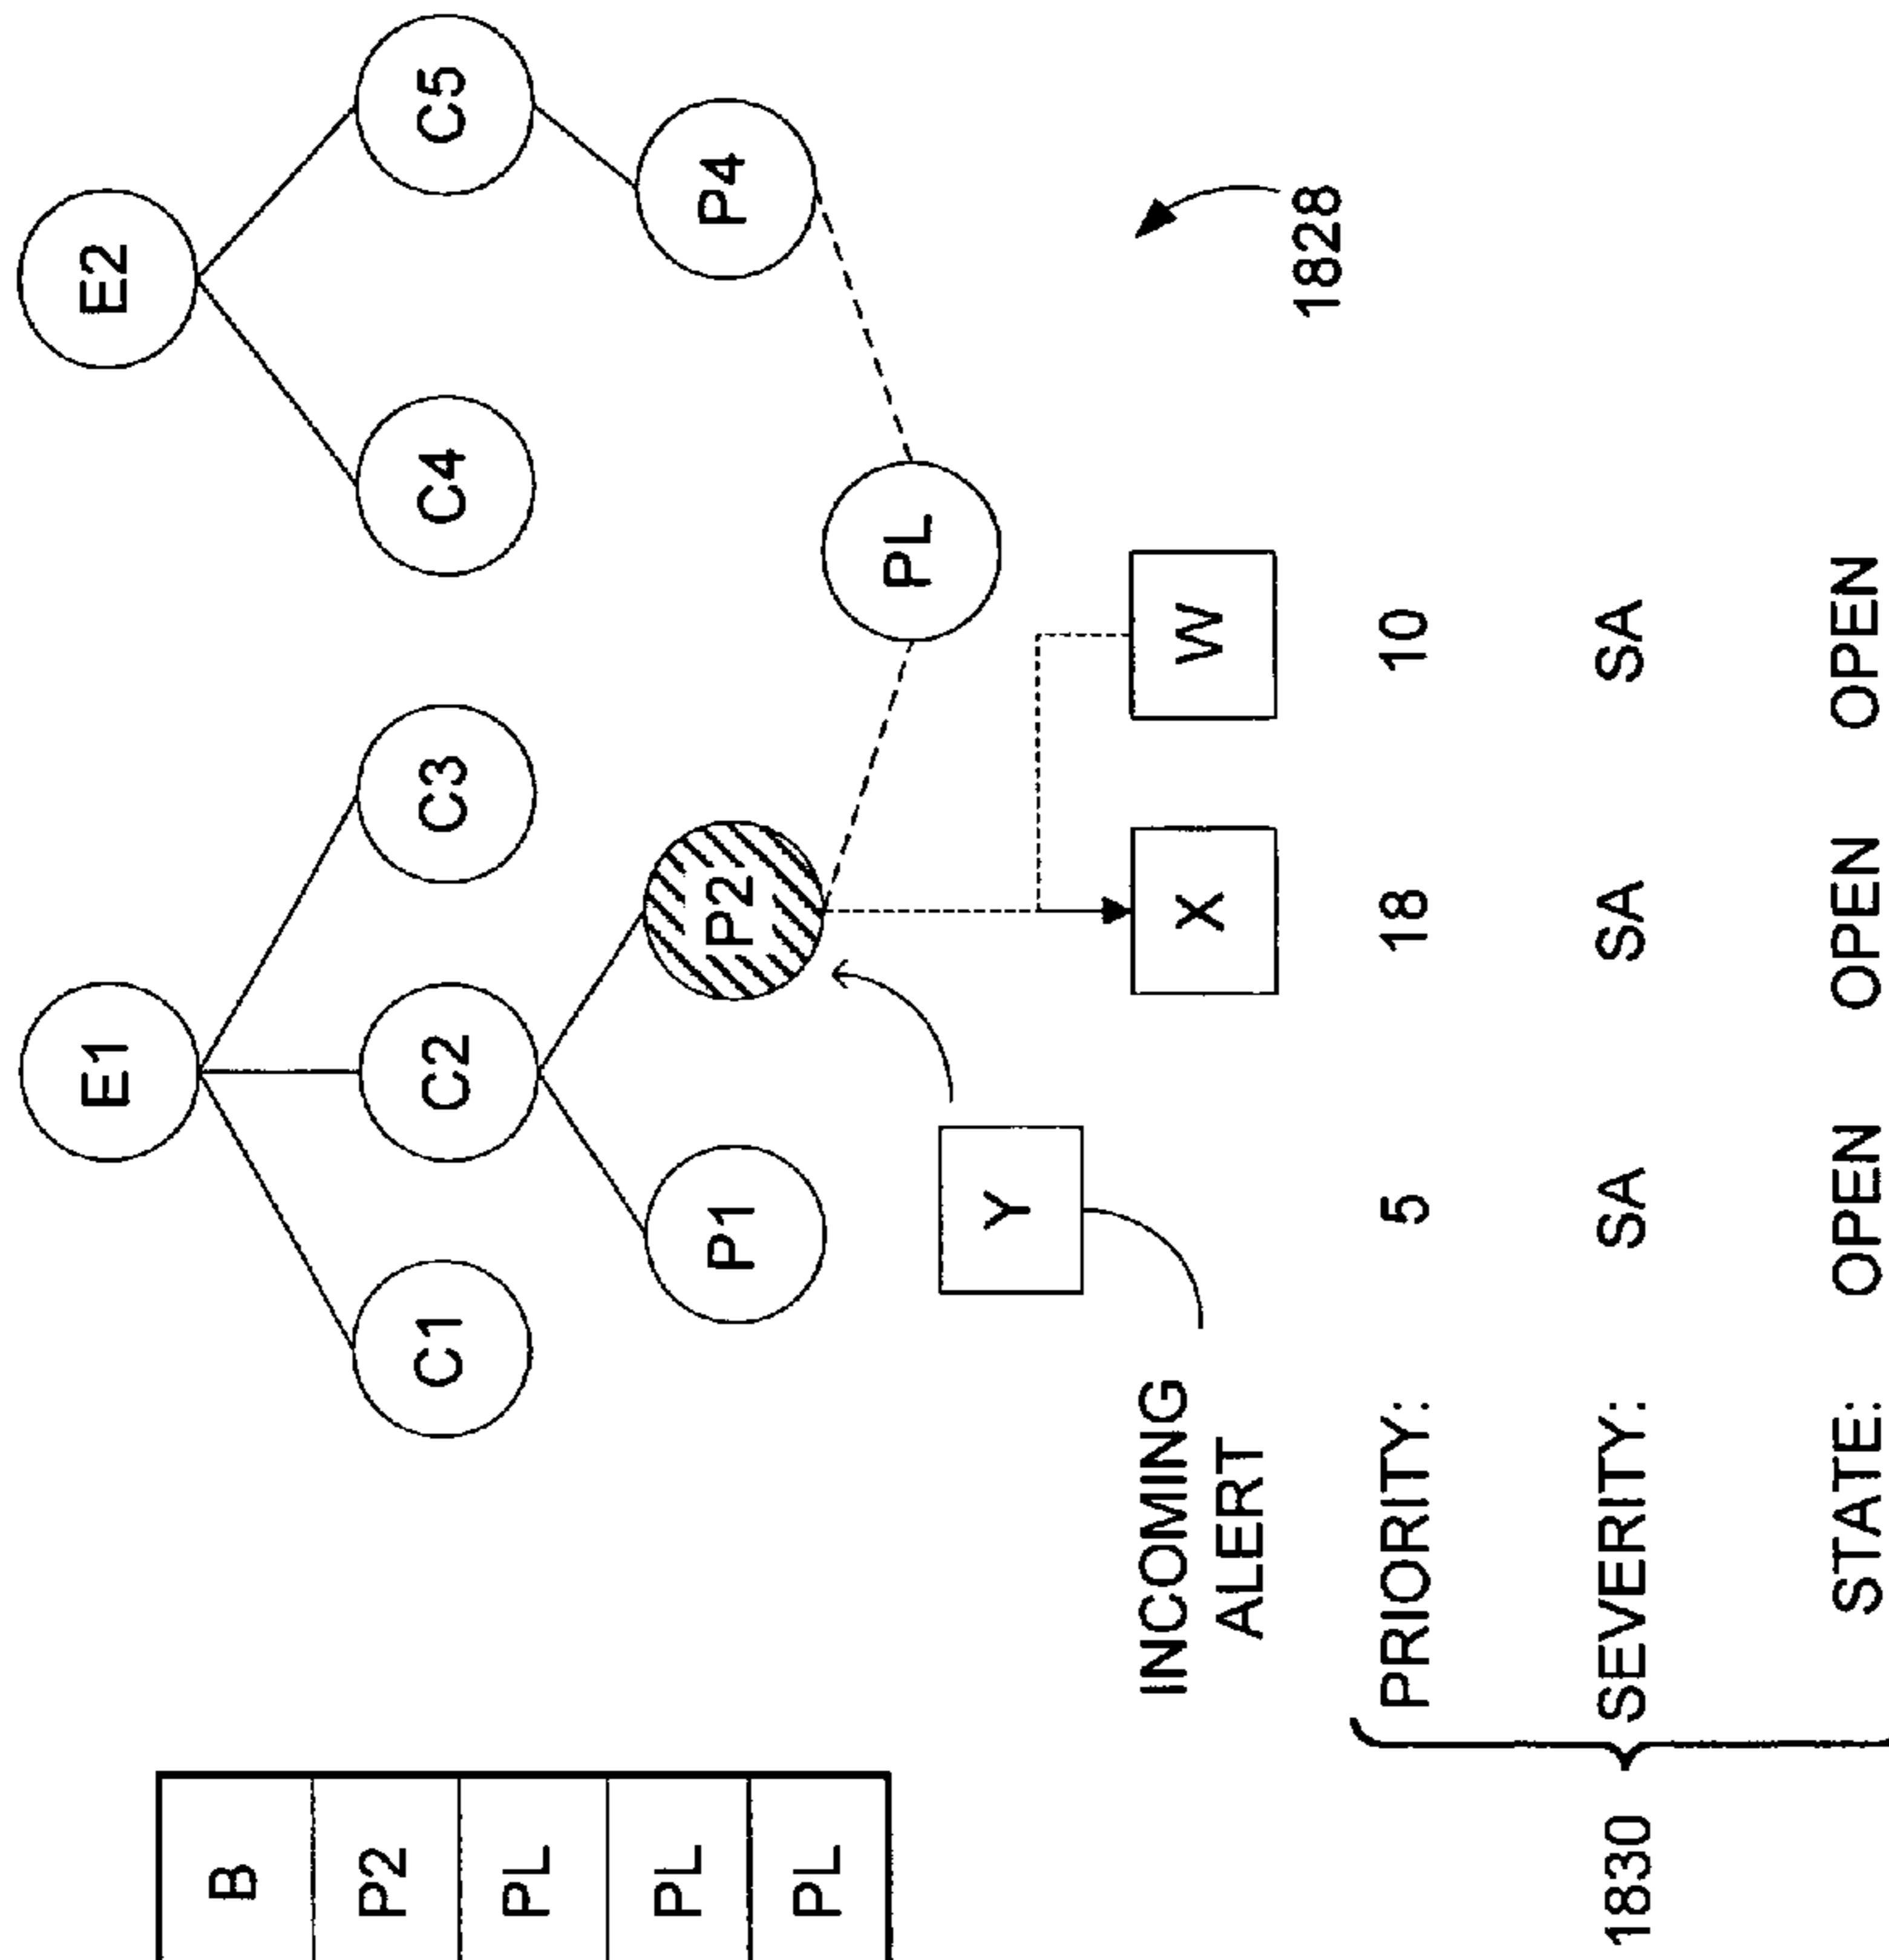 E1
E2
C1
C2
C3
C4
C5
B
P2
PL
PL
PL
P1
P2
P4
PL
Y
X
W
INCOMING
ALERT
1828
PRIORITY: 5 18 10
1830 SEVERITY: SA SA SA
STATE: OPEN OPEN OPEN